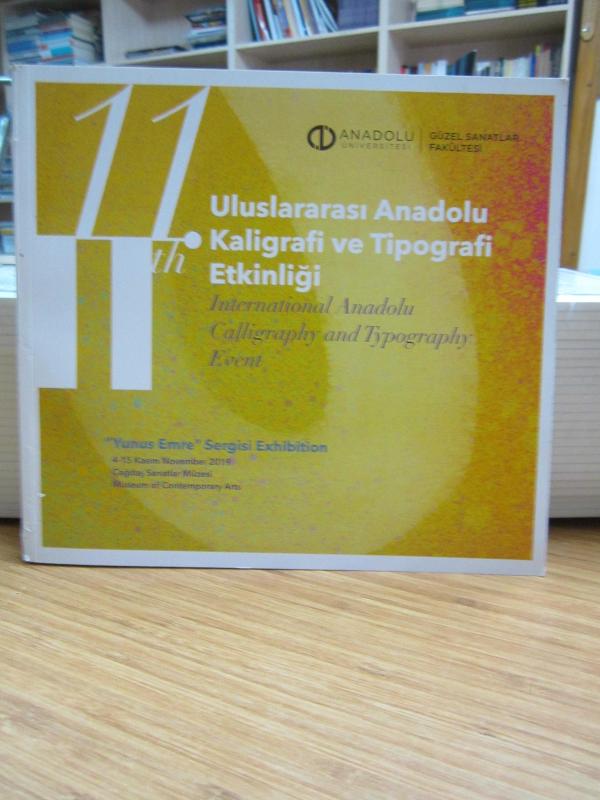 11.
11th
ANADOLU
ÜNİVERSİTESİ
GÜZEL SANATLAR
FAKÜLTESİ
Uluslararası Anadolu
Kaligrafi ve Tipografi
Etkinliği
International Anadolu
Calligraphy and Typography
Event
"Yunus Emre" Sergisi Exhibition
4-15 Kasım November 2019
Çağdaş Sanatlar Müzesi
Museum of Contemporary Arts